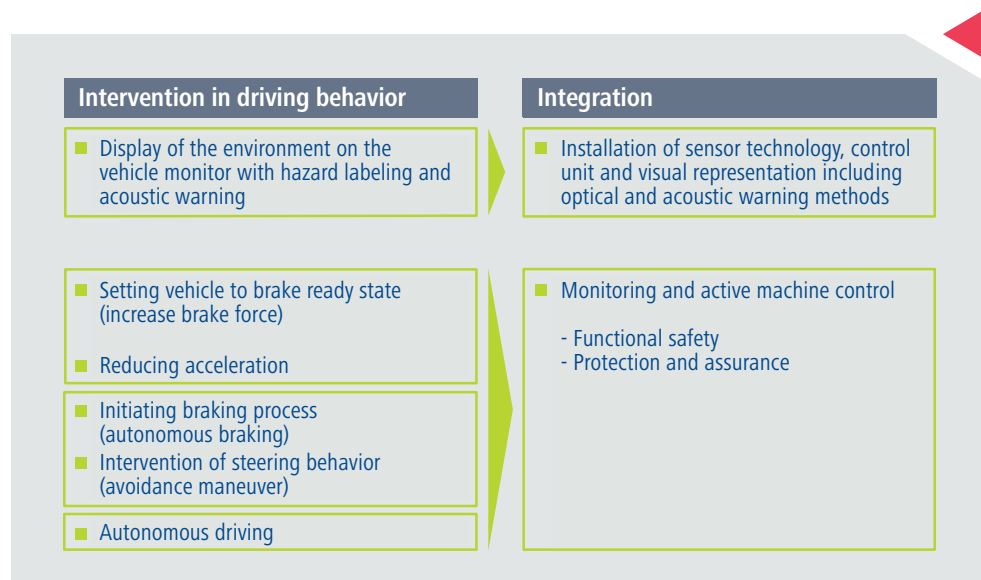 Intervention in driving behavior
Integration
Display of the environment on the
vehicle monitor with hazard labeling and
acoustic warning
Installation of sensor technology, control
unit and visual representation including
optical and acoustic warning methods
Setting vehicle to brake ready state
(increase brake force)
Reducing acceleration
Initiating braking process
(autonomous braking)
Intervention of steering behavior
(avoidance maneuver)
Autonomous driving
Monitoring and active machine control
- Functional safety
- Protection and assurance